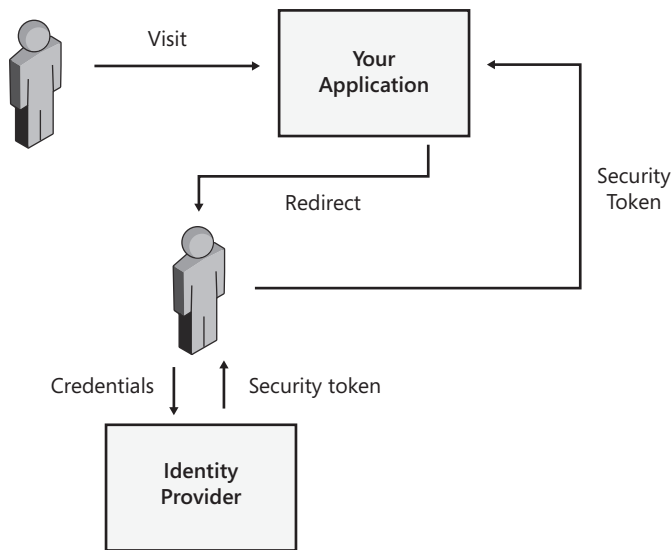 Visit
Your
Application
Redirect
Security
Token
Credentials
Security token
Identity
Provider